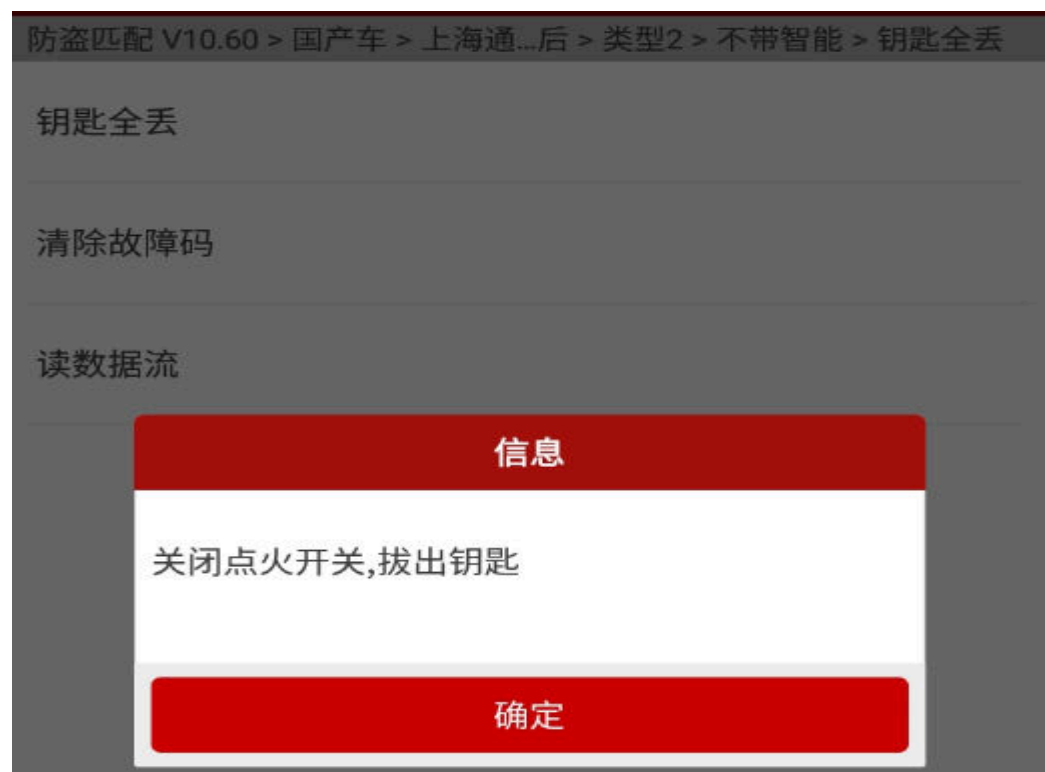 防盗匹配 V10.60 > 国产车 > 上海通...后 > 类型2 > 不带智能 > 钥匙全丢
钥匙全丢
清除故障码
读数据流
信息
关闭点火开关,拔出钥匙
确定